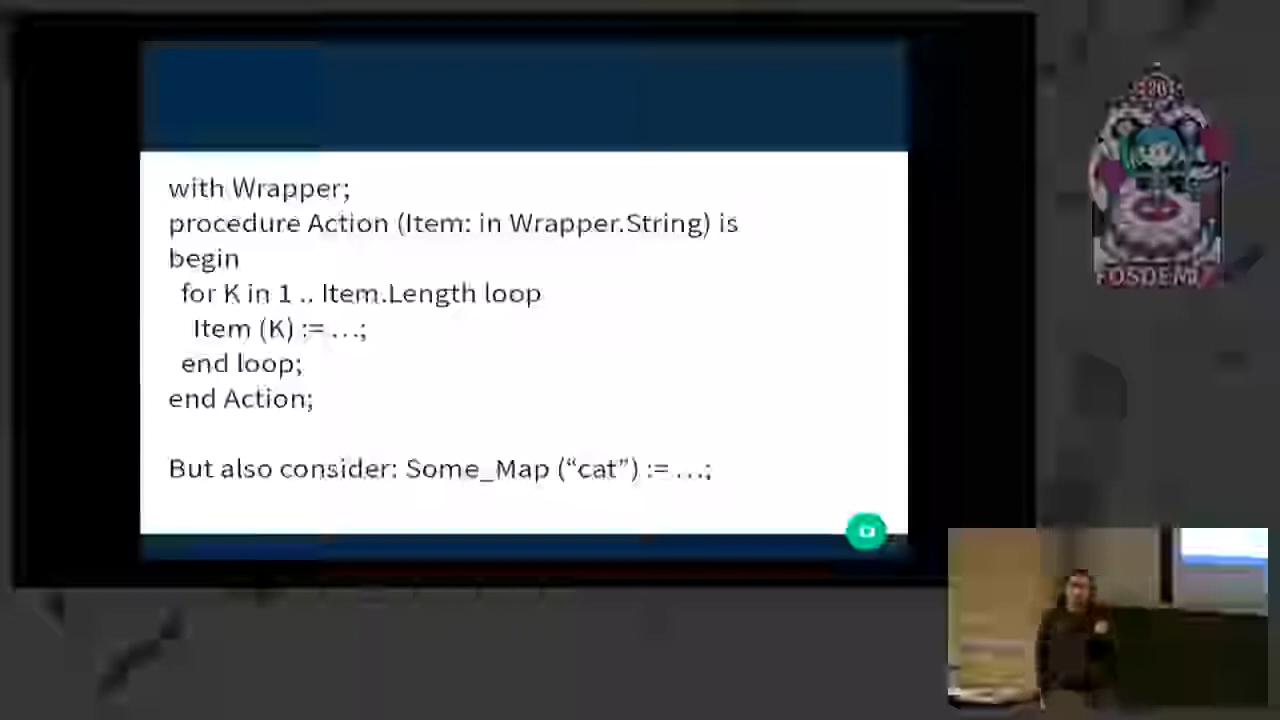 with Wrapper;
procedure Action (Item: in Wrapper.String) is
begin
for K in 1 .. Item.Length loop
Item (K) := …;
end loop;
end Action;
But also consider: Some_Map (“cat”) := …;
FOSDEM